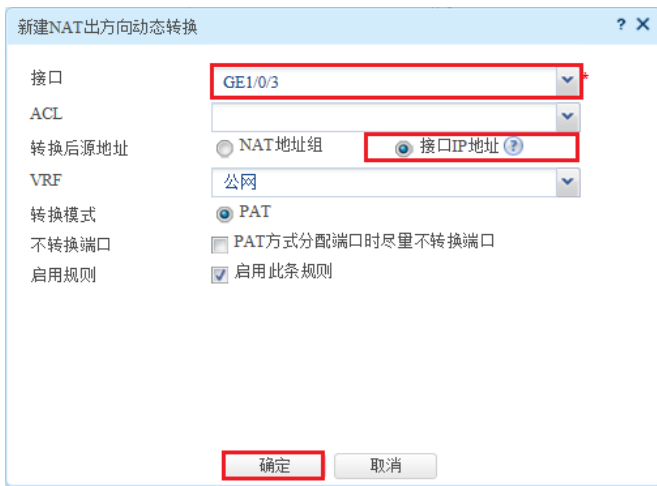 新建NAT出方向动态转换 ? X
接口 GE1/0/3 *
ACL
转换后源地址 NAT地址组 接口IP地址 ?
VRF 公网
转换模式 PAT
不转换端口 PAT方式分配端口时尽量不转换端口
启用规则 启用此条规则
确定 取消